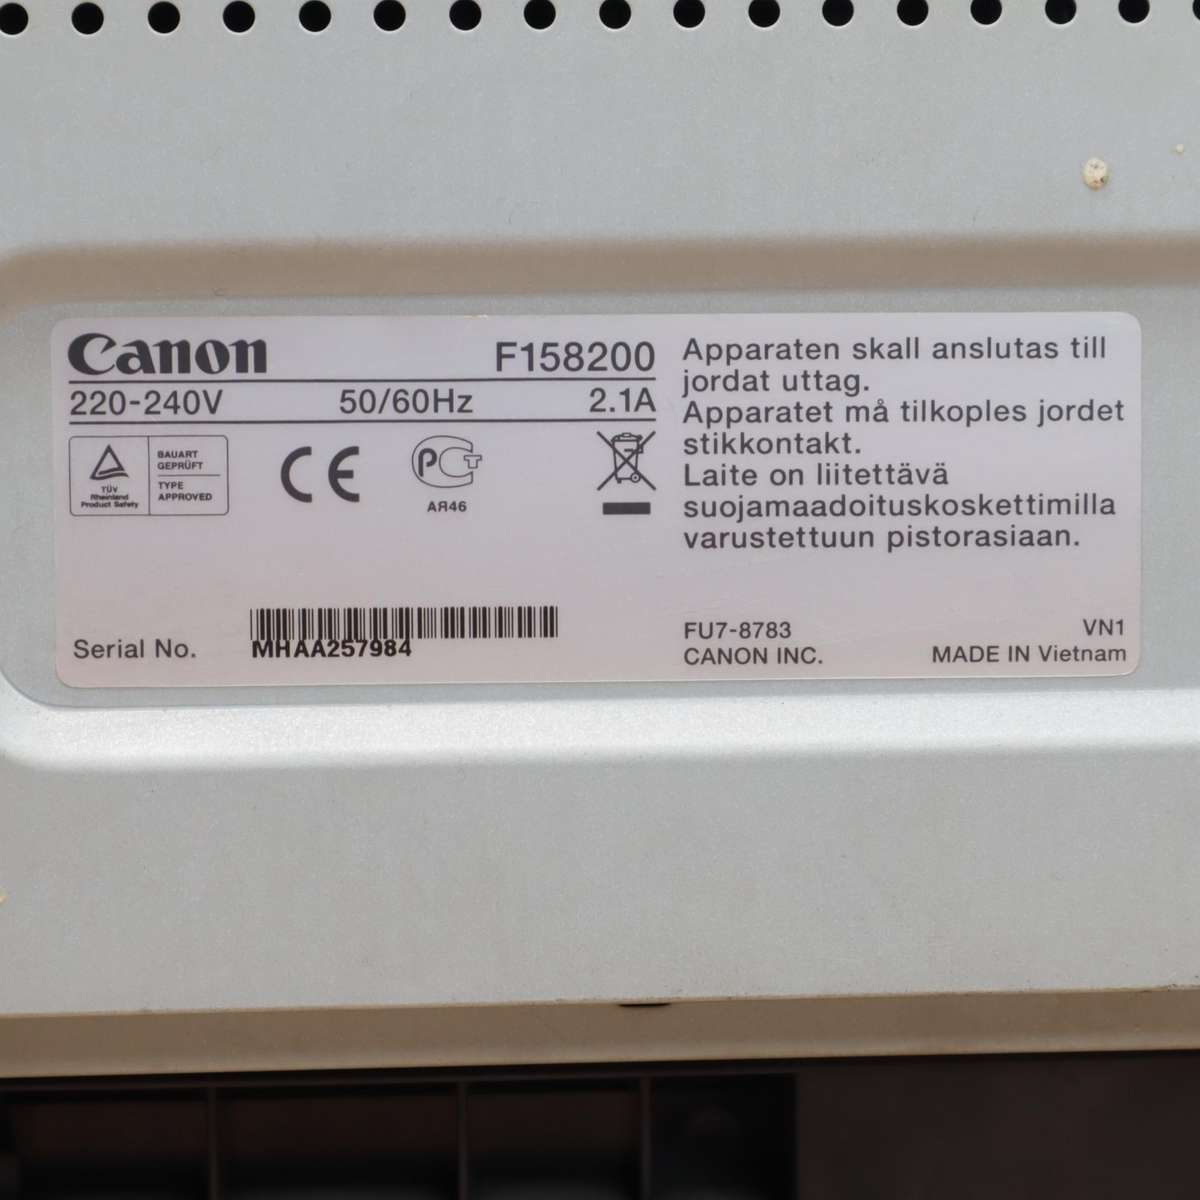 Canon F158200
220-240V 50/60Hz 2.1A
TÜV
Rheinland
Product Safety
BAUART
GEPRÜFT
TYPE
APPROVED
CE
PCT
АЯ46
Serial No. MHAA257984
Apparaten skall anslutas till
jordat uttag.
Apparatet må tilkoples jordet
stikkontakt.
Laite on liitettävä
suojamaadoituskoskettimilla
varustettuun pistorasiaan.
FU7-8783 VN1
CANON INC. MADE IN Vietnam